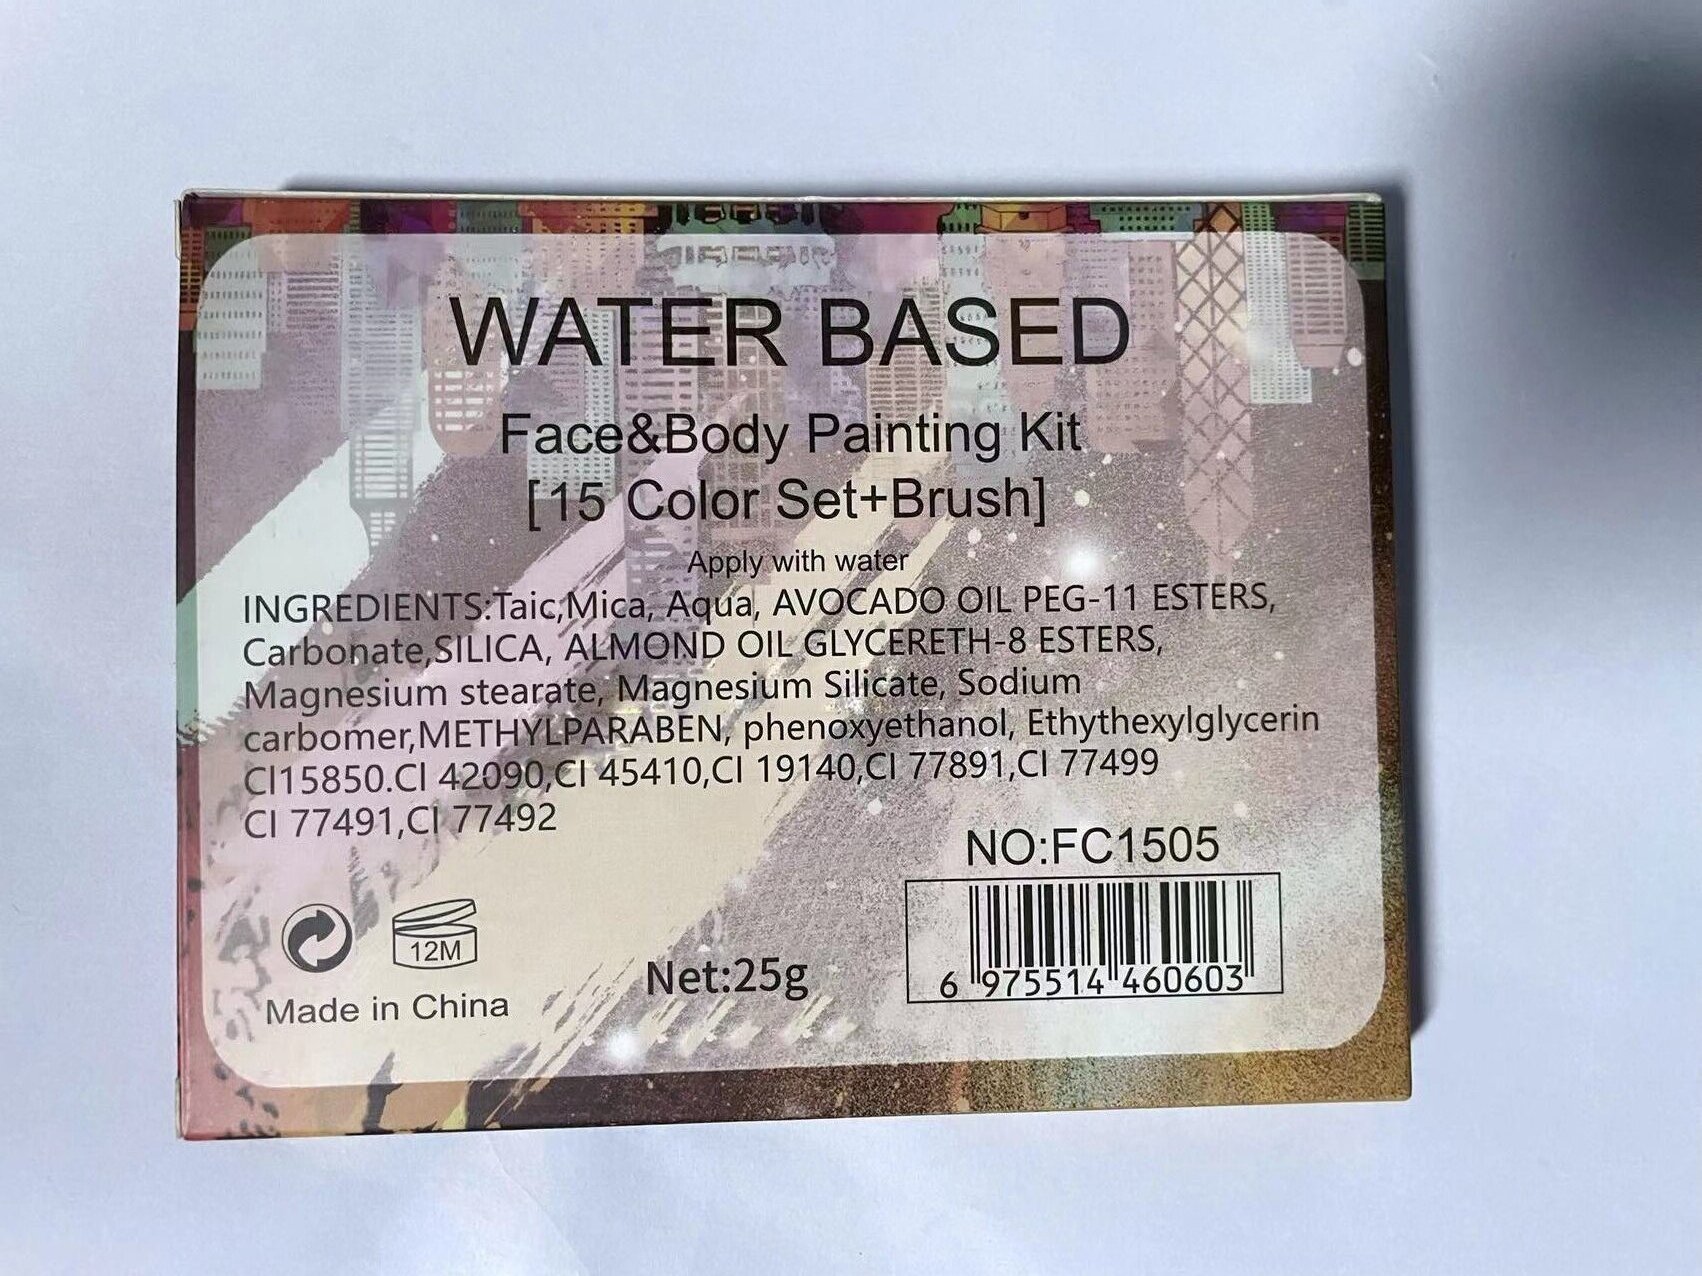 WATER BASED
Face&Body Painting Kit
[15 Color Set+Brush]
Apply with water
INGREDIENTS:Taic;Mica, Aqua, AVOCADO OIL PEG-11 ESTERS,
Carbonate,SILICA, ALMOND OIL GLYCERETH-8 ESTERS,
Magnesium stearate, Magnesium Silicate, Sodium
carbomer,METHYLPARABEN, phenoxyethanol, Ethythexylglycerin
CI15850.CI 42090,CI 45410,CI 19140,CI 77891,CI 77499
CI 77491,CI 77492
NO:FC1505
12M
Net:25g
6 975514 460603
Made in China